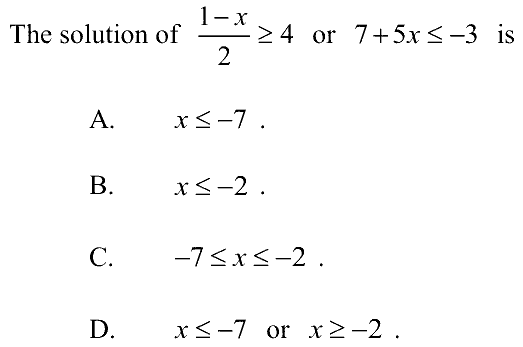 The solution of (1−x)/2 ≥ 4 or 7+5x ≤ −3 is
A. x ≤ −7 .
B. x ≤ −2 .
C. −7 ≤ x ≤ −2 .
D. x ≤ −7 or x ≥ −2 .